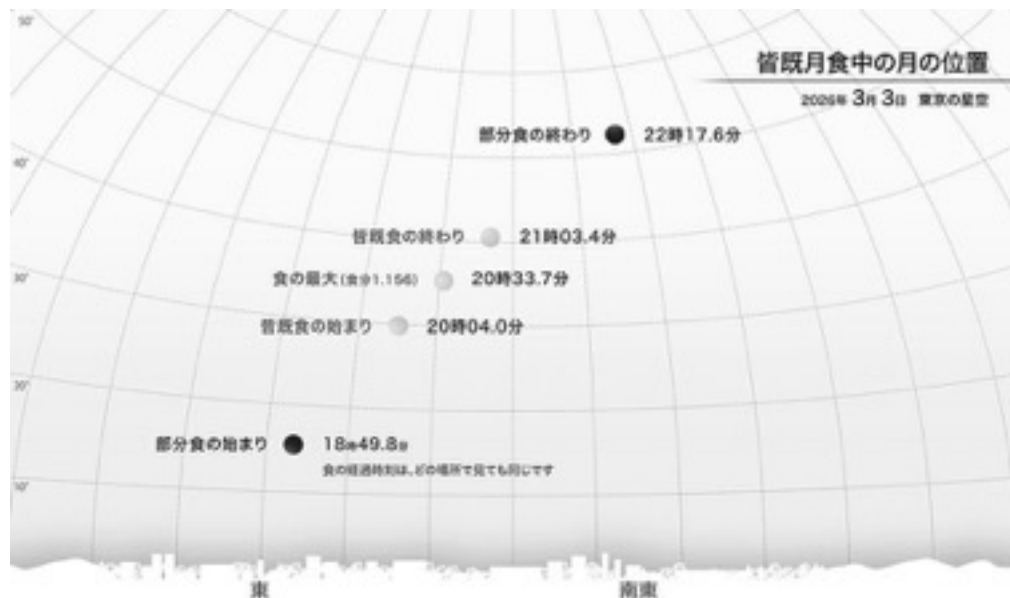 50°
皆既月食中の月の位置
2026年 3月 3日 東京の星空
部分食の終わり 22時17.6分
40°
皆既食の終わり 21時03.4分
30°
食の最大(食分1.156) 20時33.7分
皆既食の始まり 20時04.0分
20°
部分食の始まり 18時49.8分
食の経過時刻は、どの場所で見ても同じです
10°
東 南東